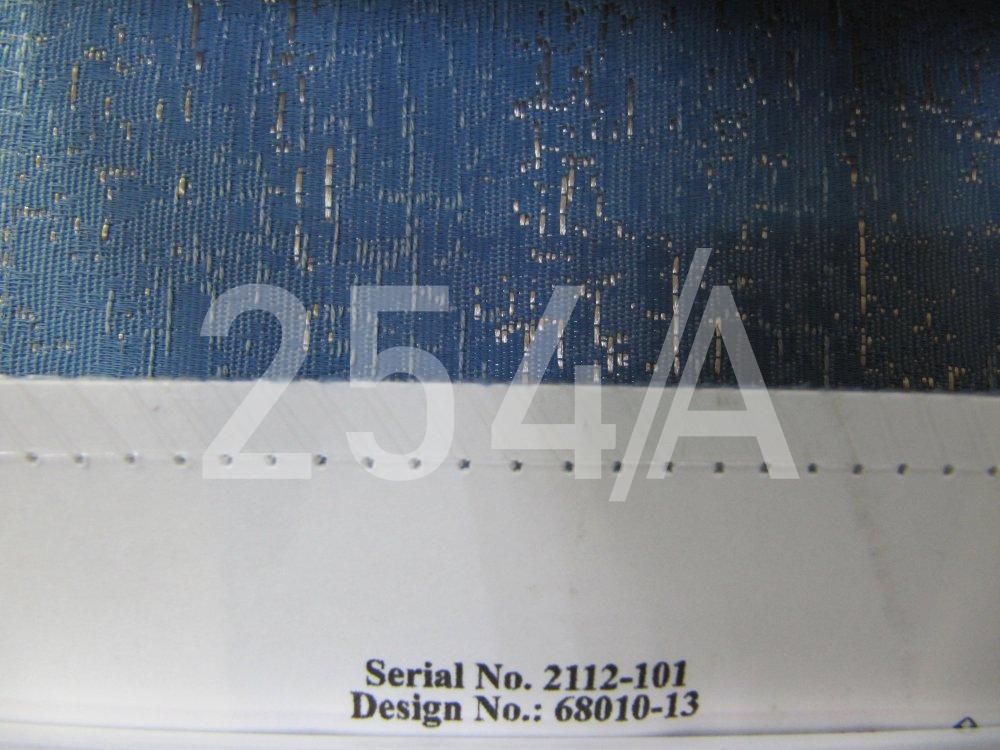 254/A
Serial No. 2112-101
Design No.: 68010-13